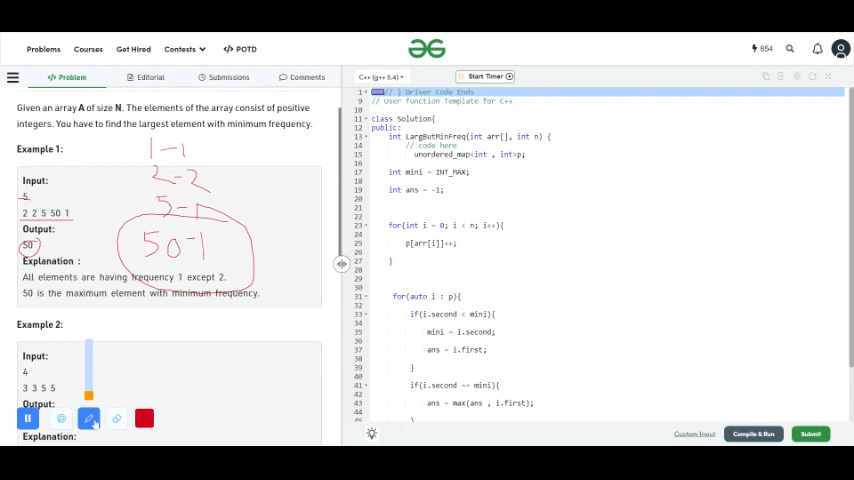 Problems Courses Get Hired Contests </> POTD
854
</> Problem Editorial Submissions Comments
C++ (g++ 5.4) Start Timer
Given an array A of size N. The elements of the array consist of positive
integers. You have to find the largest element with minimum frequency.
Example 1:
Input:
5
2 2 5 50 1
Output:
50
Explanation :
All elements are having frequency 1 except 2.
50 is the maximum element with minimum frequency.
1 - 1
2 - 2
5 - 1
50 - 1
Example 2:
Input:
4
3 3 5 5
Output:
Explanation:
1 // } Driver Code Ends
9 // User function Template for C++
10
11 class Solution{
12 public:
13 int LargButMinFreq(int arr[], int n) {
14 // code here
15 unordered_map<int , int>p;
16
17 int mini = INT_MAX;
18
19 int ans = -1;
20
21
22
23 for(int i = 0; i < n; i++){
24
25 p[arr[i]]++;
26
27 }
28
29
30
31 for(auto i : p){
32
33 if(i.second < mini){
34
35 mini = i.second;
36
37 ans = i.first;
38
39 }
40
41 if(i.second == mini){
42
43 ans = max(ans , i.first);
44
Custom Input Compile & Run Submit